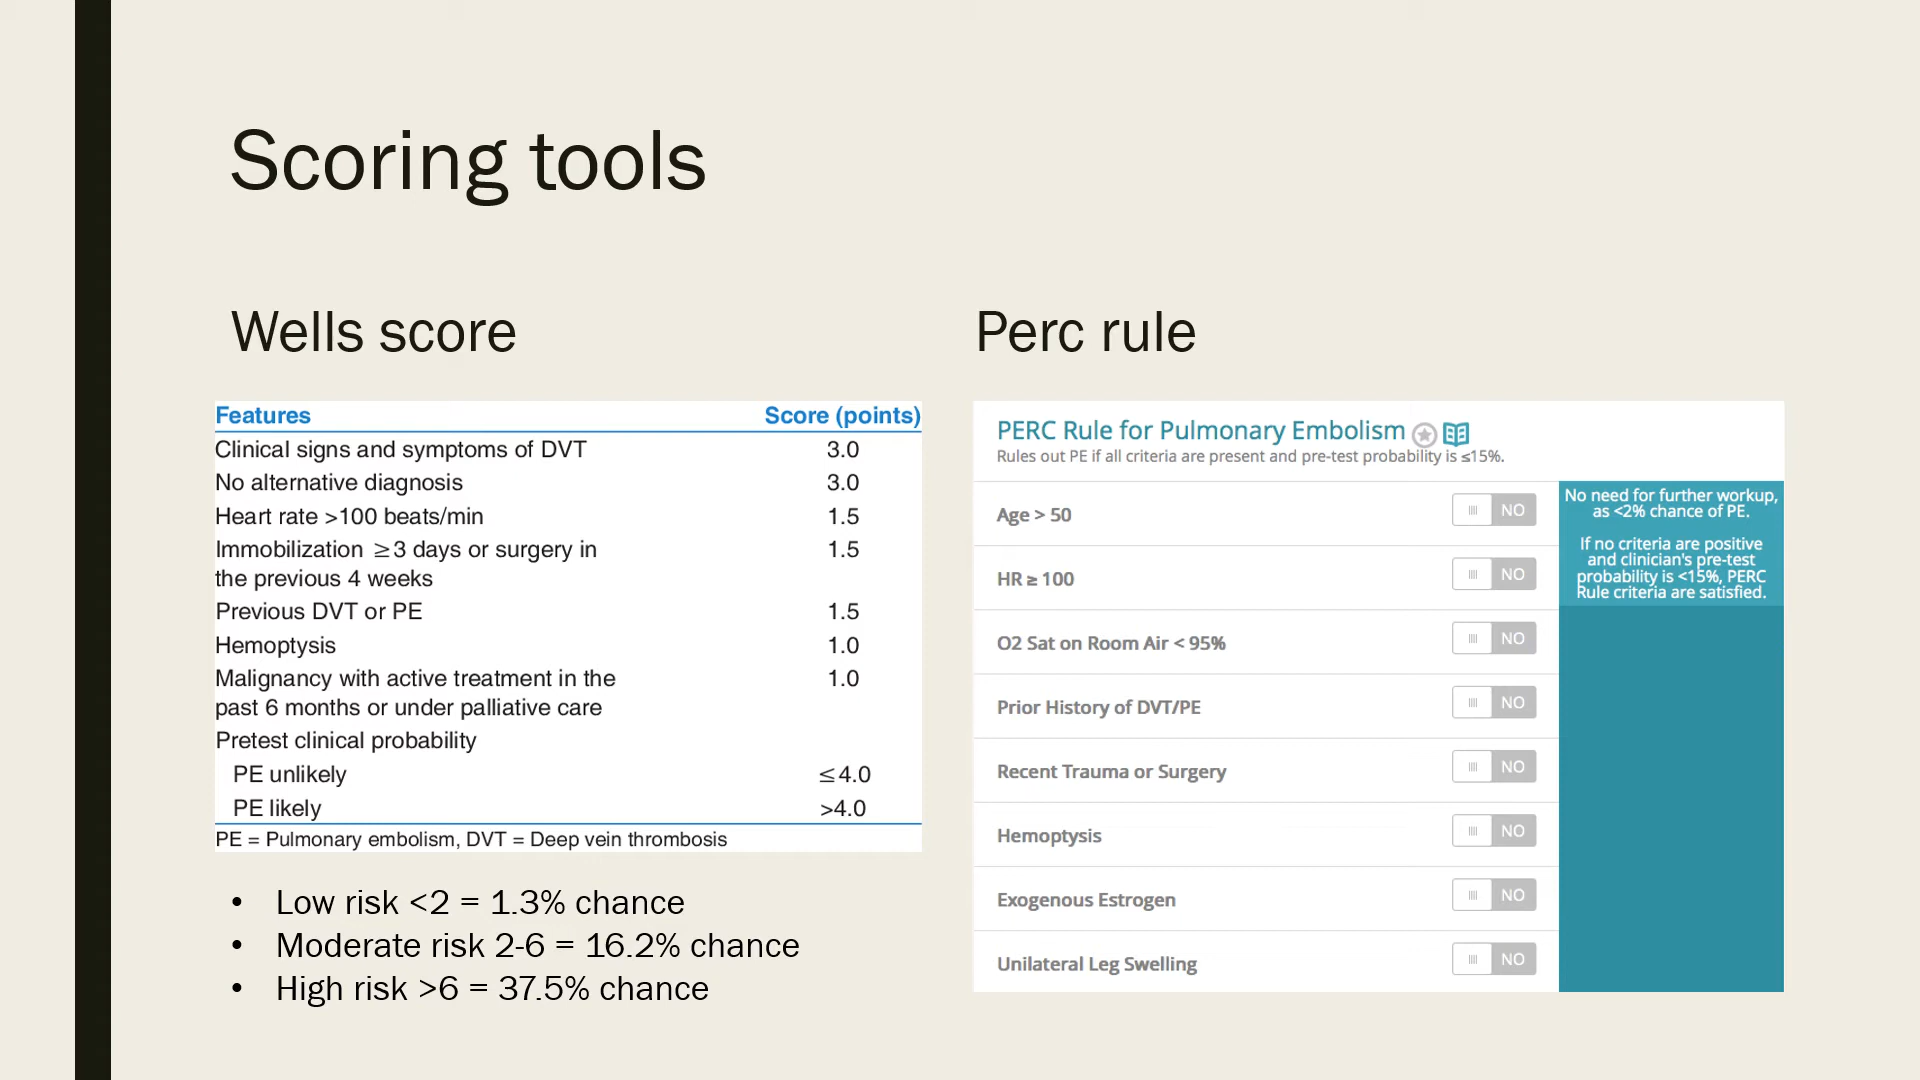 Scoring tools
Wells score
Features Score (points)
Clinical signs and symptoms of DVT 3.0
No alternative diagnosis 3.0
Heart rate >100 beats/min 1.5
Immobilization ≥3 days or surgery in 1.5
the previous 4 weeks
Previous DVT or PE 1.5
Hemoptysis 1.0
Malignancy with active treatment in the 1.0
past 6 months or under palliative care
Pretest clinical probability
PE unlikely ≤4.0
PE likely >4.0
PE = Pulmonary embolism, DVT = Deep vein thrombosis
• Low risk <2 = 1.3% chance
• Moderate risk 2-6 = 16.2% chance
• High risk >6 = 37.5% chance
Perc rule
PERC Rule for Pulmonary Embolism
Rules out PE if all criteria are present and pre-test probability is ≤15%.
Age > 50 NO
HR ≥ 100 NO
O2 Sat on Room Air < 95% NO
Prior History of DVT/PE NO
Recent Trauma or Surgery NO
Hemoptysis NO
Exogenous Estrogen NO
Unilateral Leg Swelling NO
No need for further workup,
as <2% chance of PE.
If no criteria are positive
and clinician's pre-test
probability is <15%, PERC
Rule criteria are satisfied.